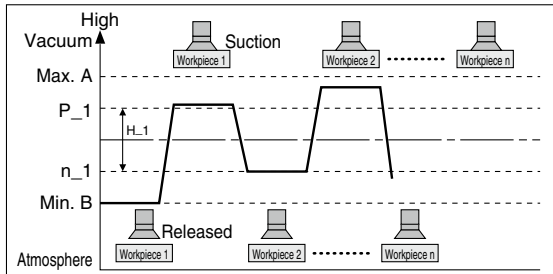 High
Vacuum
Suction
Workpiece 1
Workpiece 2
Workpiece n
Max. A
P_1
H_1
n_1
Min. B
Released
Workpiece 1
Workpiece 2
Workpiece n
Atmosphere